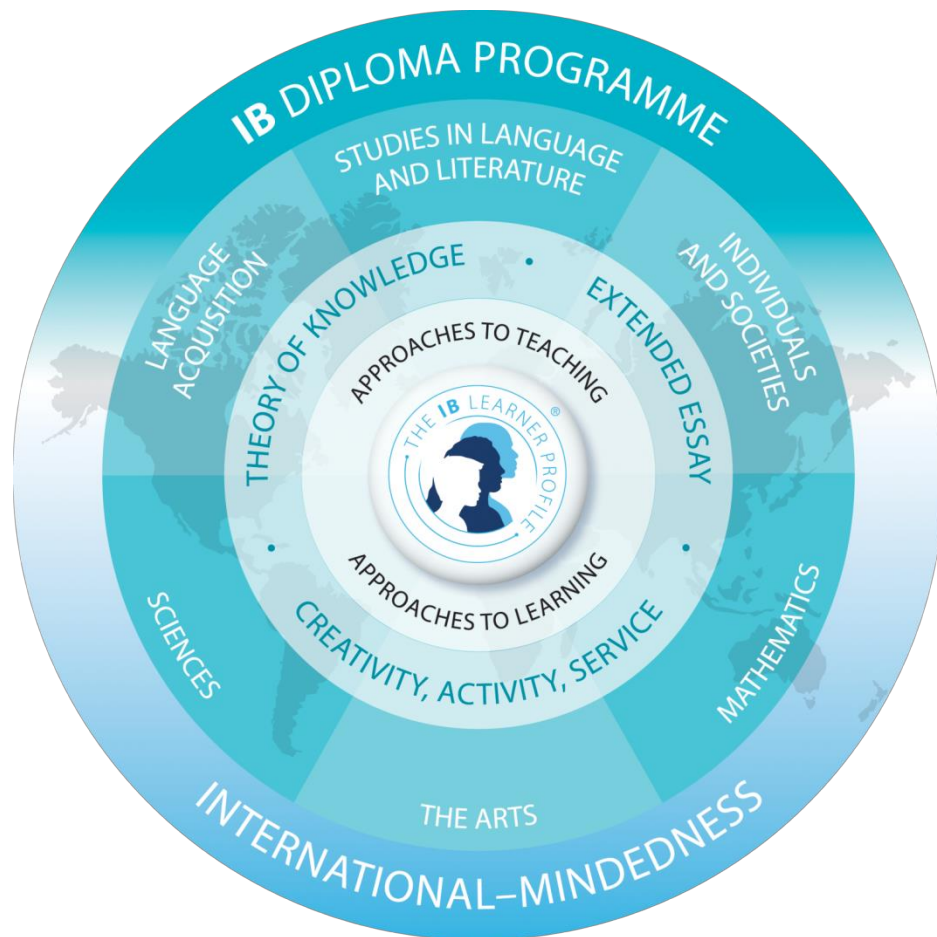 IB DIPLOMA PROGRAMME
STUDIES IN LANGUAGE
AND LITERATURE
LANGUAGE
ACQUISITION
INDIVIDUALS
AND SOCIETIES
THEORY OF KNOWLEDGE
•
EXTENDED ESSAY
•
APPROACHES TO TEACHING
THE IB LEARNER PROFILE
®
APPROACHES TO LEARNING
•
CREATIVITY, ACTIVITY, SERVICE
SCIENCES
MATHEMATICS
THE ARTS
INTERNATIONAL–MINDEDNESS